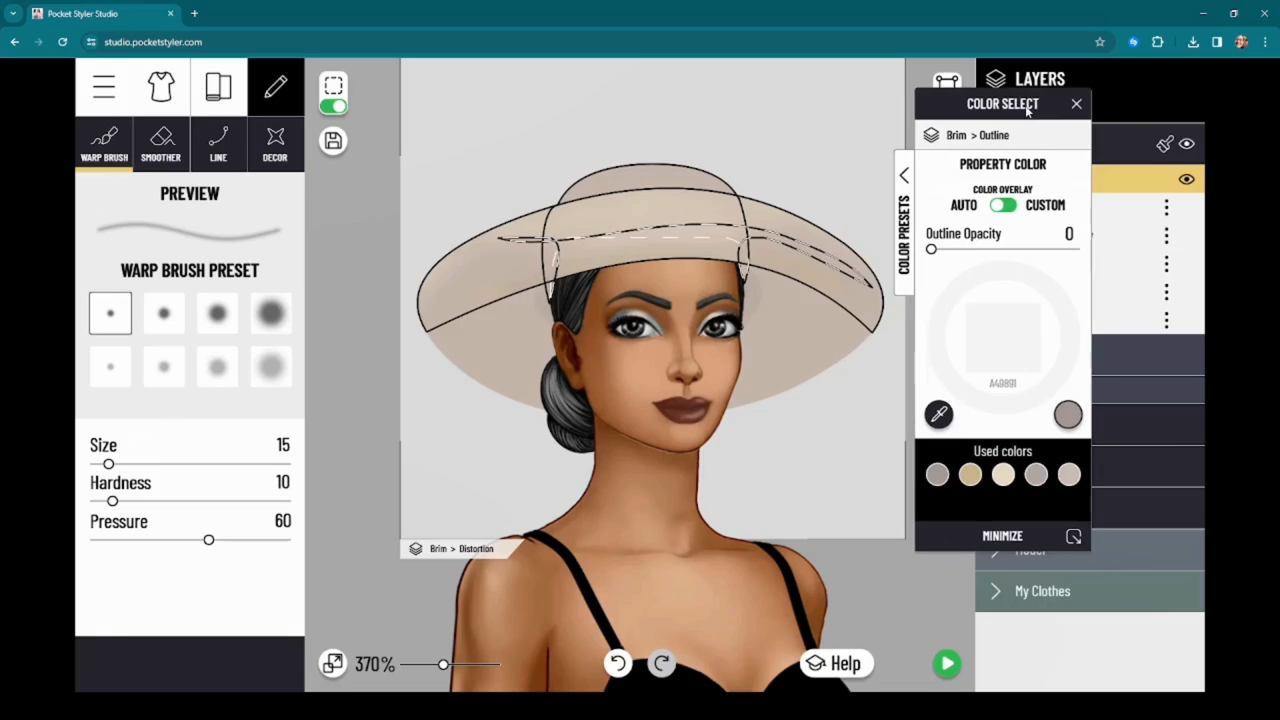 Pocket Styler Studio
studio.pocketstyler.com
WARP BRUSH
SMOOTHER
LINE
DECOR
PREVIEW
WARP BRUSH PRESET
Size 15
Hardness 10
Pressure 60
Brim > Distortion
370%
Help
LAYERS
COLOR SELECT
Brim > Outline
PROPERTY COLOR
COLOR OVERLAY
AUTO CUSTOM
Outline Opacity 0
COLOR PRESETS
A49891
Used colors
MINIMIZE
Model
My Clothes